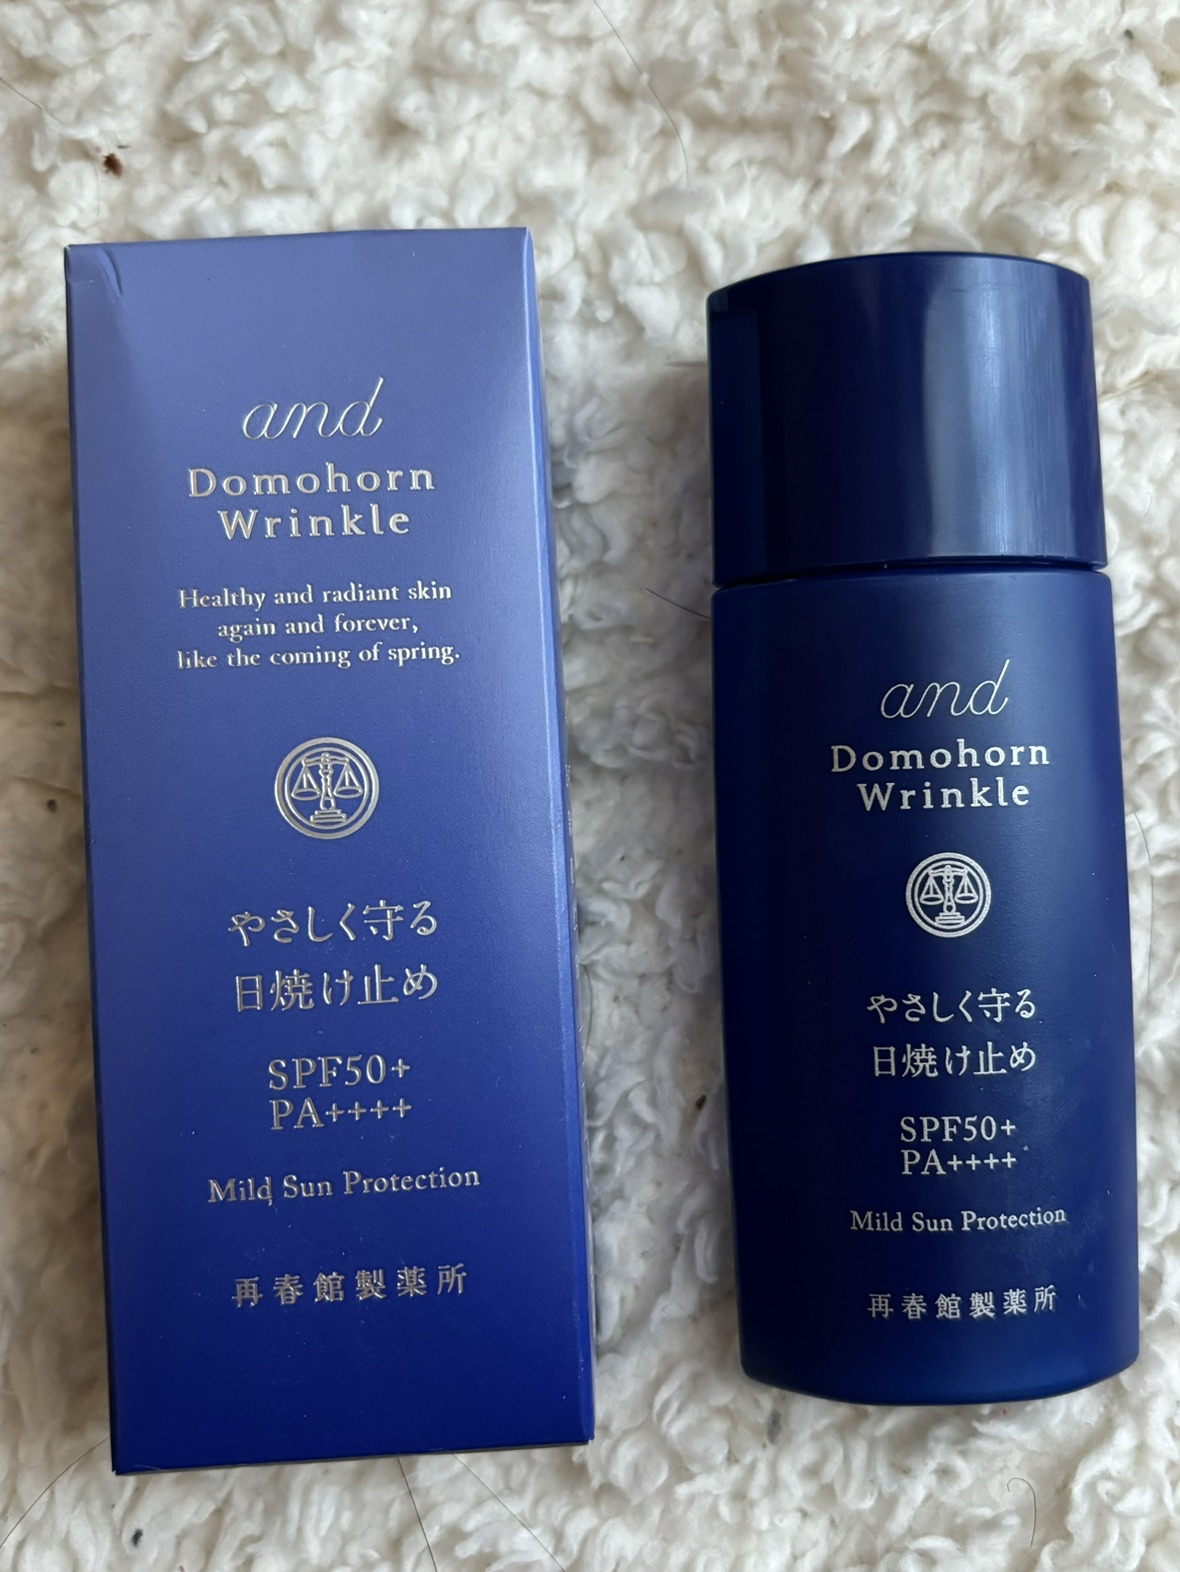 and
Domohorn
Wrinkle
Healthy and radiant skin
again and forever,
like the coming of spring.
やさしく守る
日焼け止め
SPF50+
PA++++
Mild Sun Protection
再春館製薬所
and
Domohorn
Wrinkle
やさしく守る
日焼け止め
SPF50+
PA++++
Mild Sun Protection
再春館製薬所